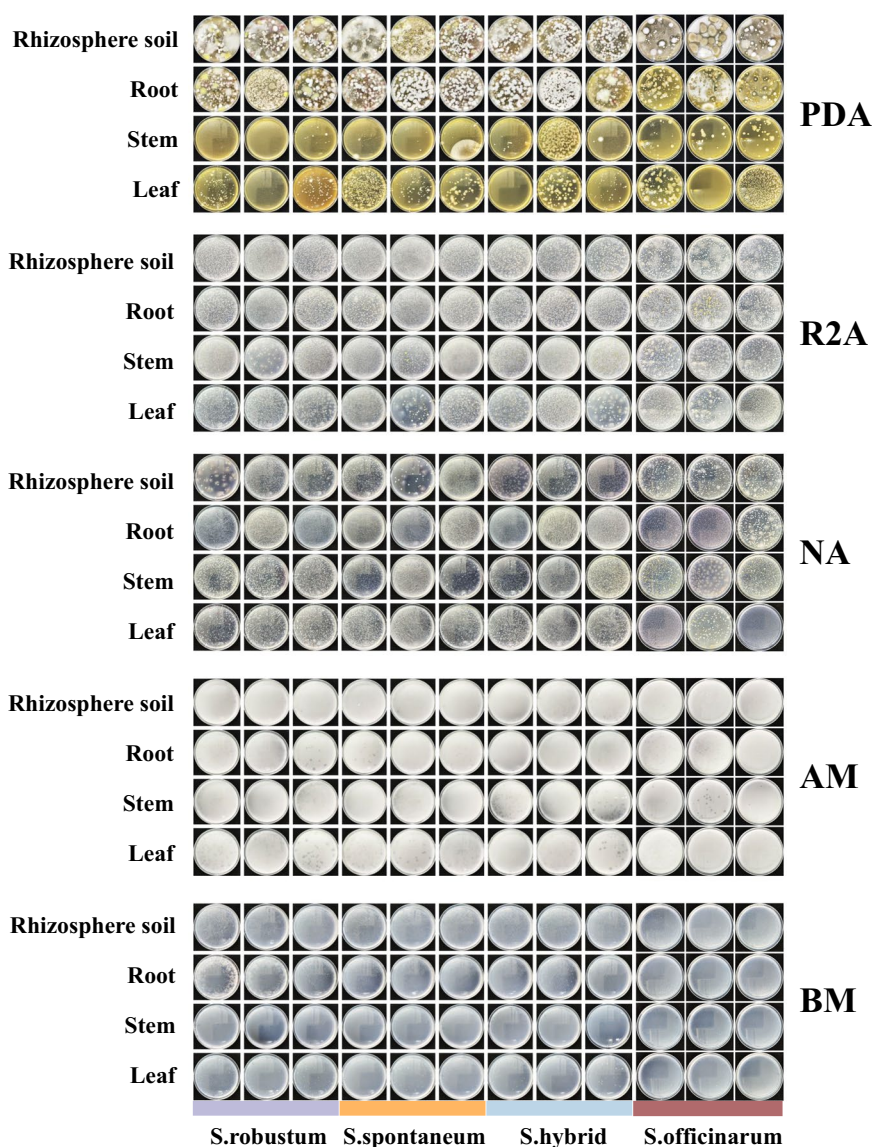 Rhizosphere soil
Root
Stem
Leaf
PDA
Rhizosphere soil
Root
Stem
Leaf
R2A
Rhizosphere soil
Root
Stem
Leaf
NA
Rhizosphere soil
Root
Stem
Leaf
AM
Rhizosphere soil
Root
Stem
Leaf
BM
S.robustum S.spontaneum S.hybrid S.officinarum